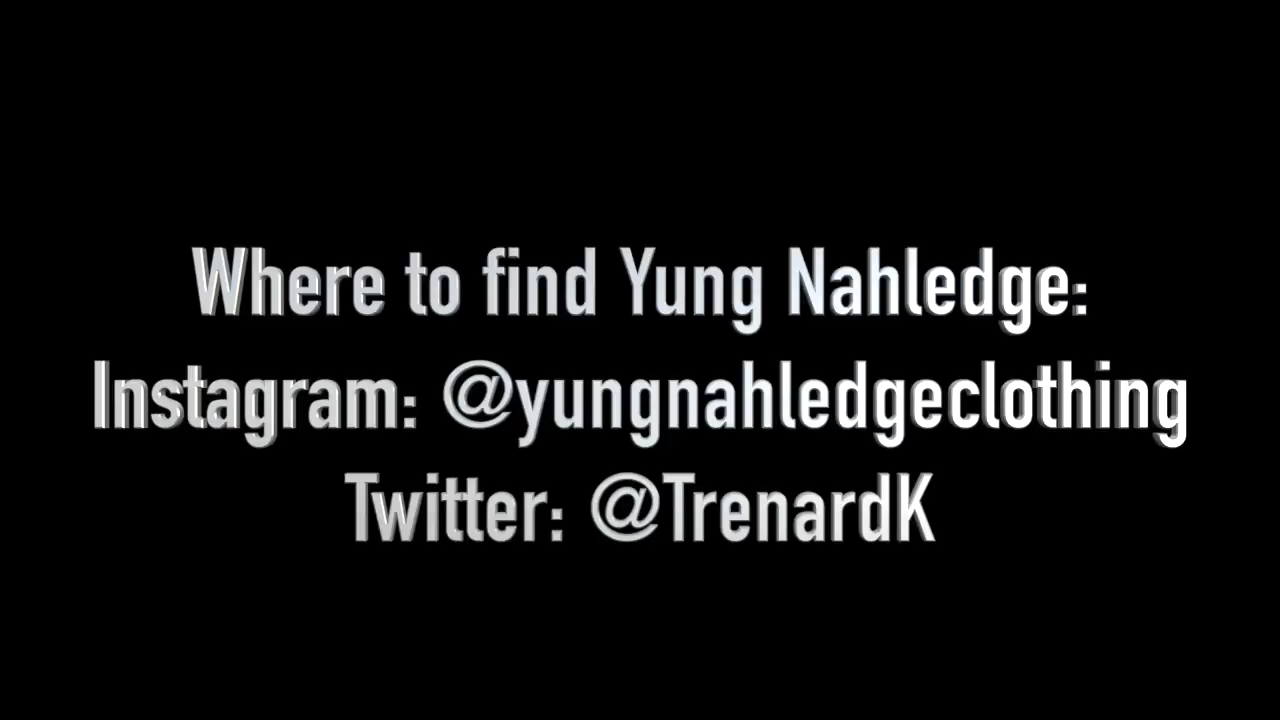 Where to find Yung Nahledge:
Instagram: @yungnahledgeclothing
Twitter: @TrenardK